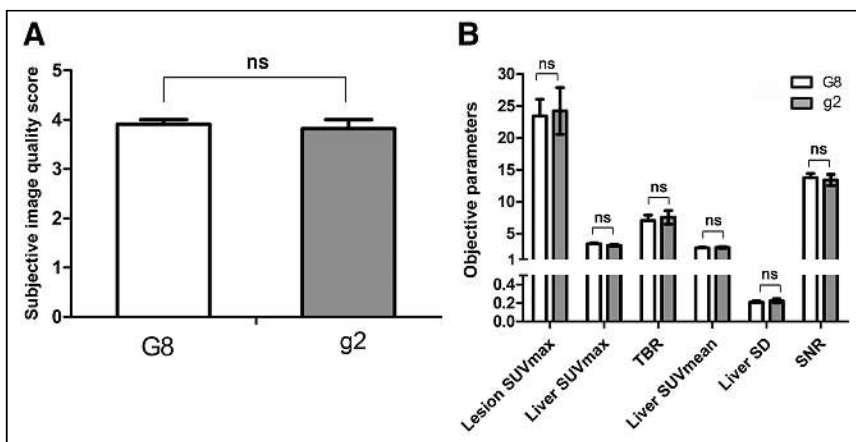 A
Subjective image quality score
5
4
3
2
1
0
ns
G8
g2
B
Objective parameters
30
25
20
15
10
5
1
0.4
0.2
0.0
ns
ns
ns
ns
ns
ns
G8
g2
Lesion SUVmax
Liver SUVmax
TBR
Liver SUVmean
Liver SD
SNR